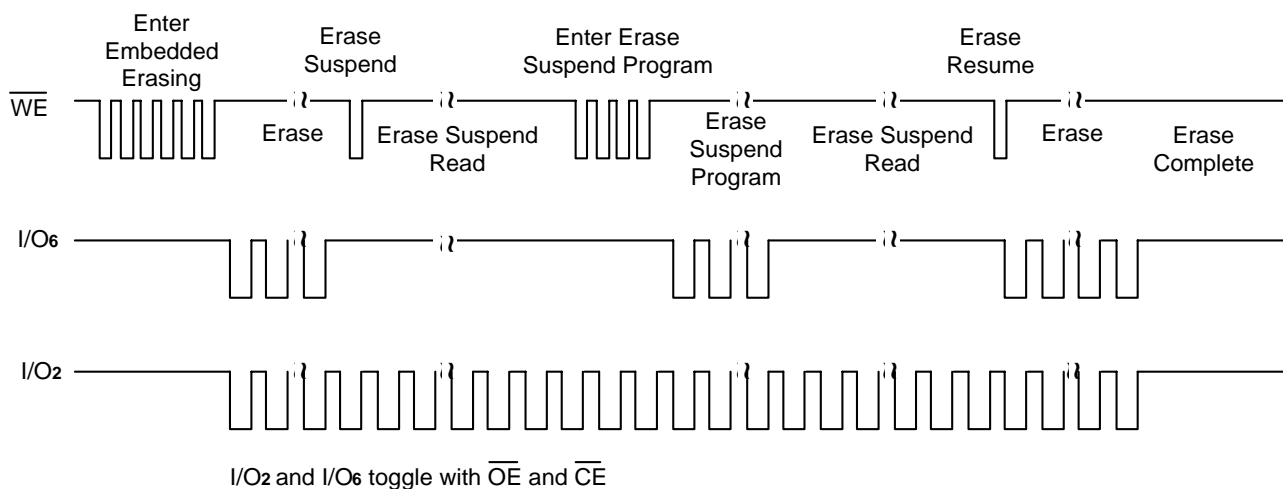 Enter
Embedded
Erasing
Erase
Suspend
Enter Erase
Suspend Program
Erase
Resume
WE
Erase
Erase Suspend
Read
Erase
Suspend
Program
Erase Suspend
Read
Erase
Erase
Complete
I/O6
I/O2
I/O2 and I/O6 toggle with OE and CE